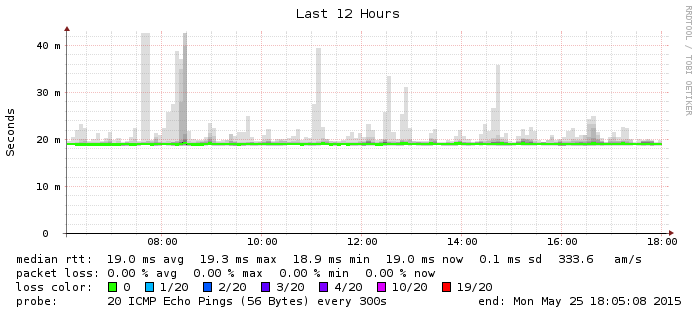 Last 12 Hours
RRDTOOL / TOBI OETIKER
Seconds
40 m
30 m
20 m
10 m
0
08:00 10:00 12:00 14:00 16:00 18:00
median rtt: 19.0 ms avg 19.3 ms max 18.9 ms min 19.0 ms now 0.1 ms sd 333.6 am/s
packet loss: 0.00 % avg 0.00 % max 0.00 % min 0.00 % now
loss color: 0 1/20 2/20 3/20 4/20 10/20 19/20
probe: 20 ICMP Echo Pings (56 Bytes) every 300s end: Mon May 25 18:05:08 2015